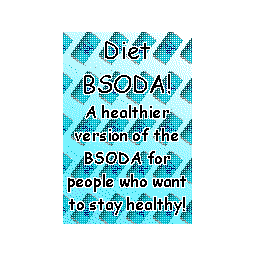 Diet
BSODA!
A healthier
version of the
BSODA for
people who want
to stay healthy!